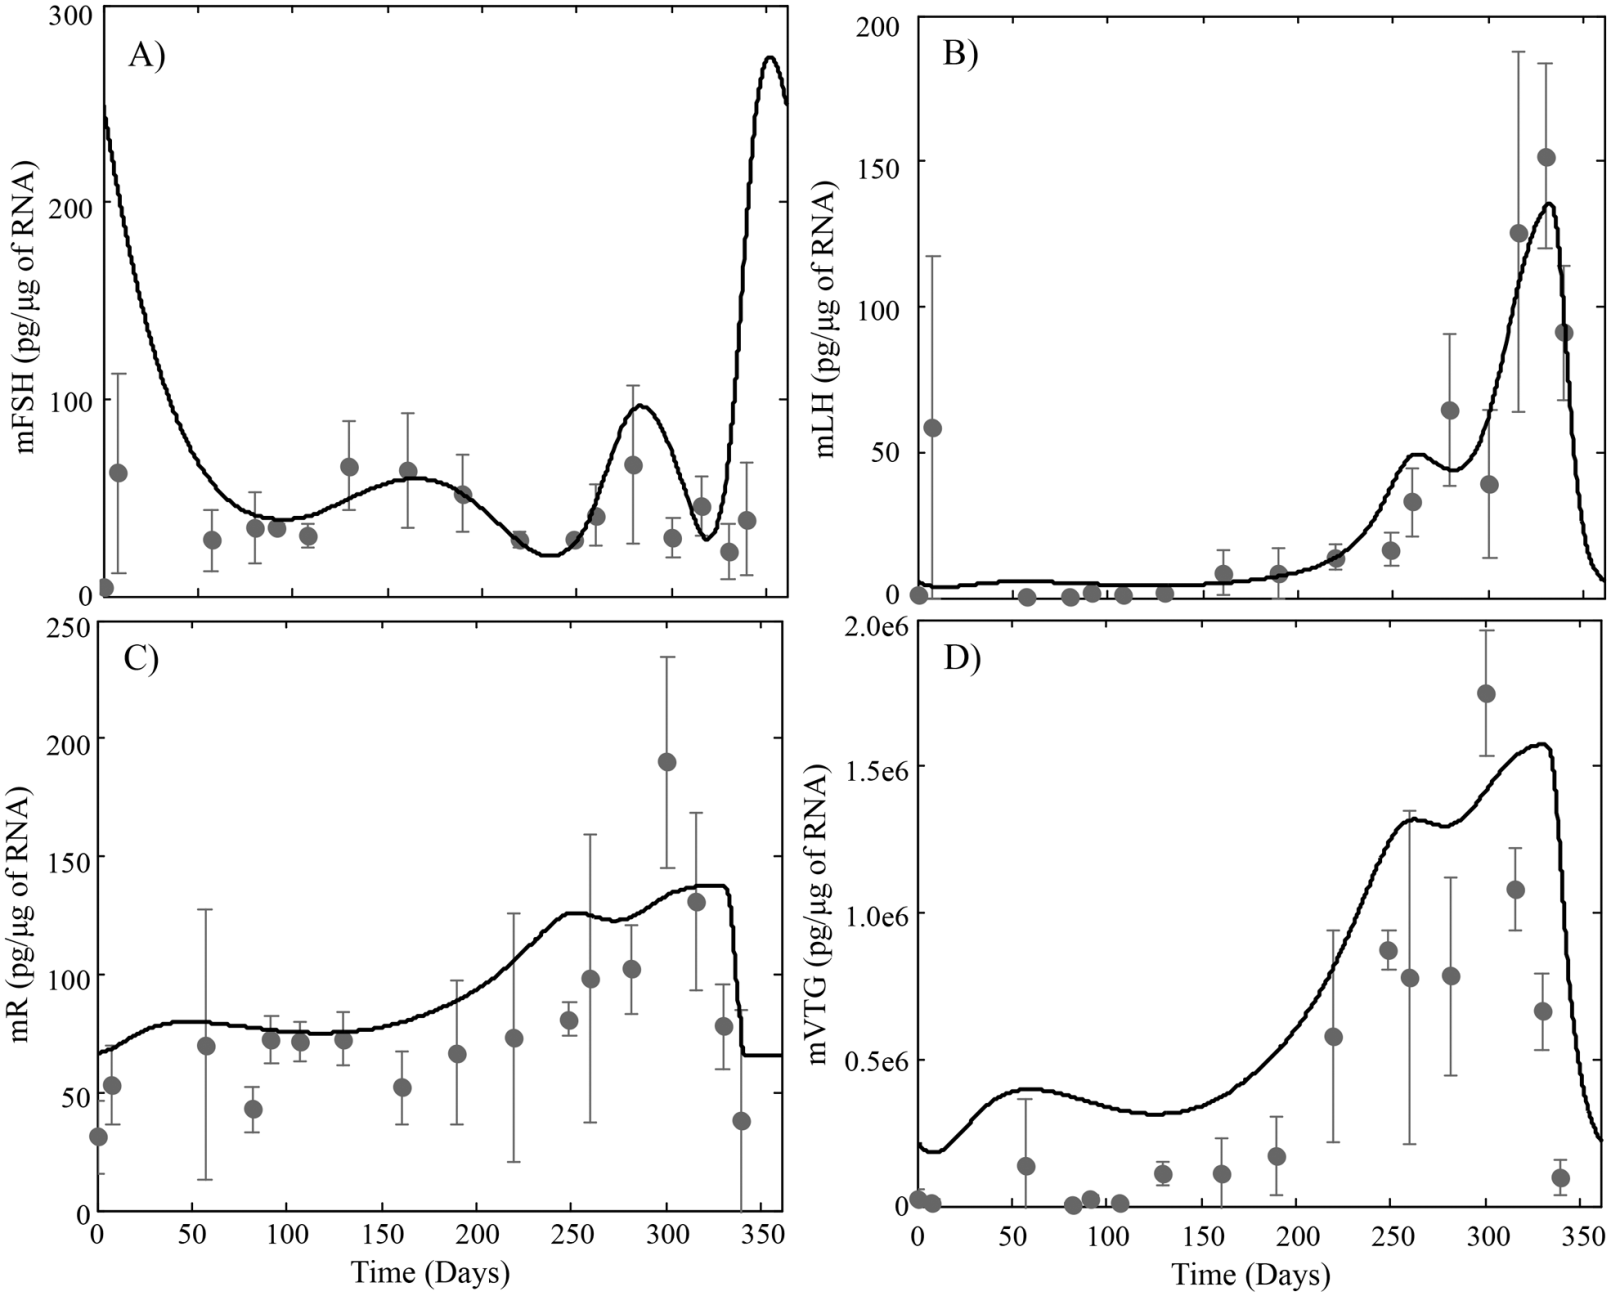 A)
300
200
100
0
mFSH (pg/µg of RNA)
B)
200
150
100
50
0
mLH (pg/µg of RNA)
C)
250
200
150
100
50
0
mR (pg/µg of RNA)
0 50 100 150 200 250 300 350
Time (Days)
D)
2.0e6
1.5e6
1.0e6
0.5e6
0
mVTG (pg/µg of RNA)
0 50 100 150 200 250 300 350
Time (Days)